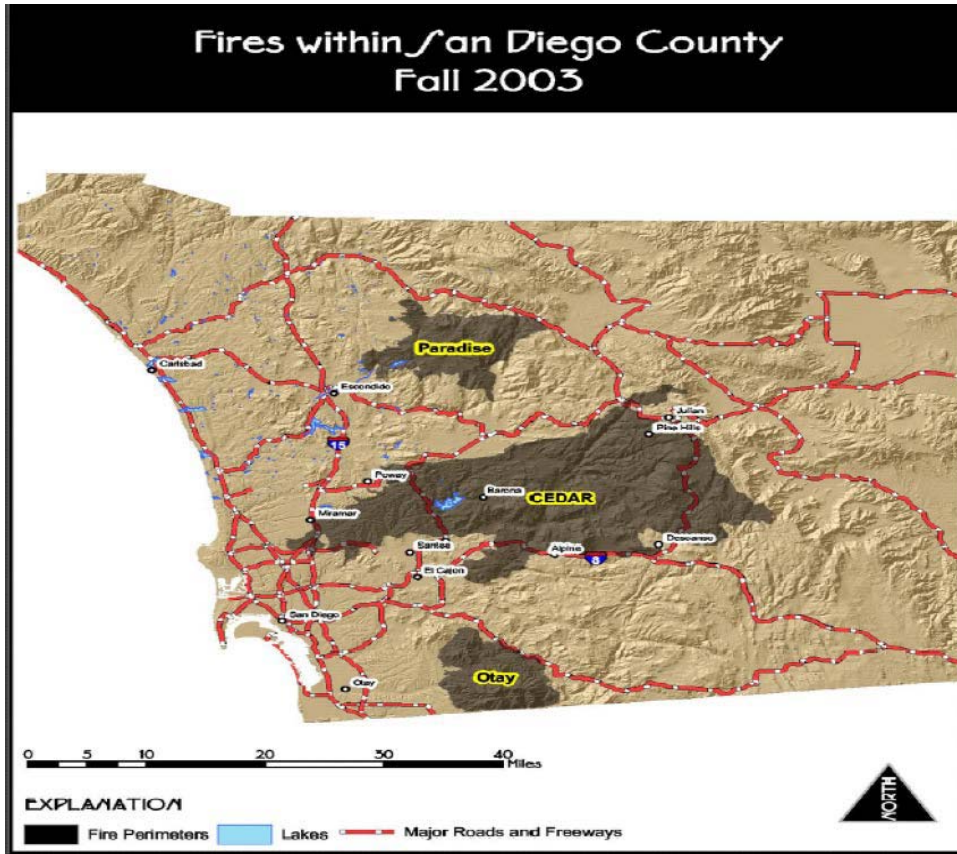 Fires within San Diego County
Fall 2003
Paradise
Carlsbad
Escondido
Julian
Pine Hills
15
Poway
Barona
CEDAR
Miramar
Santee
Alpine
Descanso
8
El Cajon
San Diego
Otay
Otay
0 5 10 20 30 40
Miles
EXPLANATION
Fire Perimeters Lakes Major Roads and Freeways
NORTH